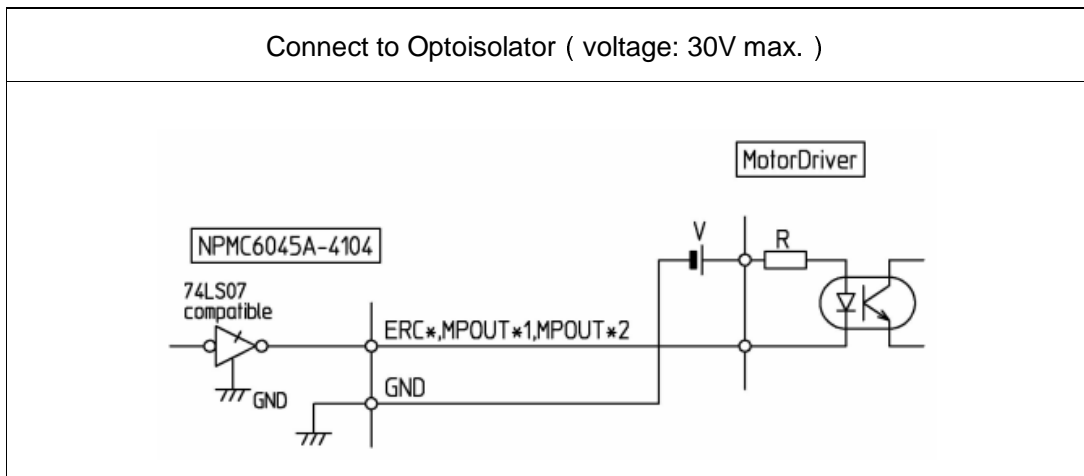 Connect to Optoisolator ( voltage: 30V max. )
MotorDriver
V
R
NPMC6045A-4104
74LS07
compatible
ERC*,MPOUT*1,MPOUT*2
GND
GND